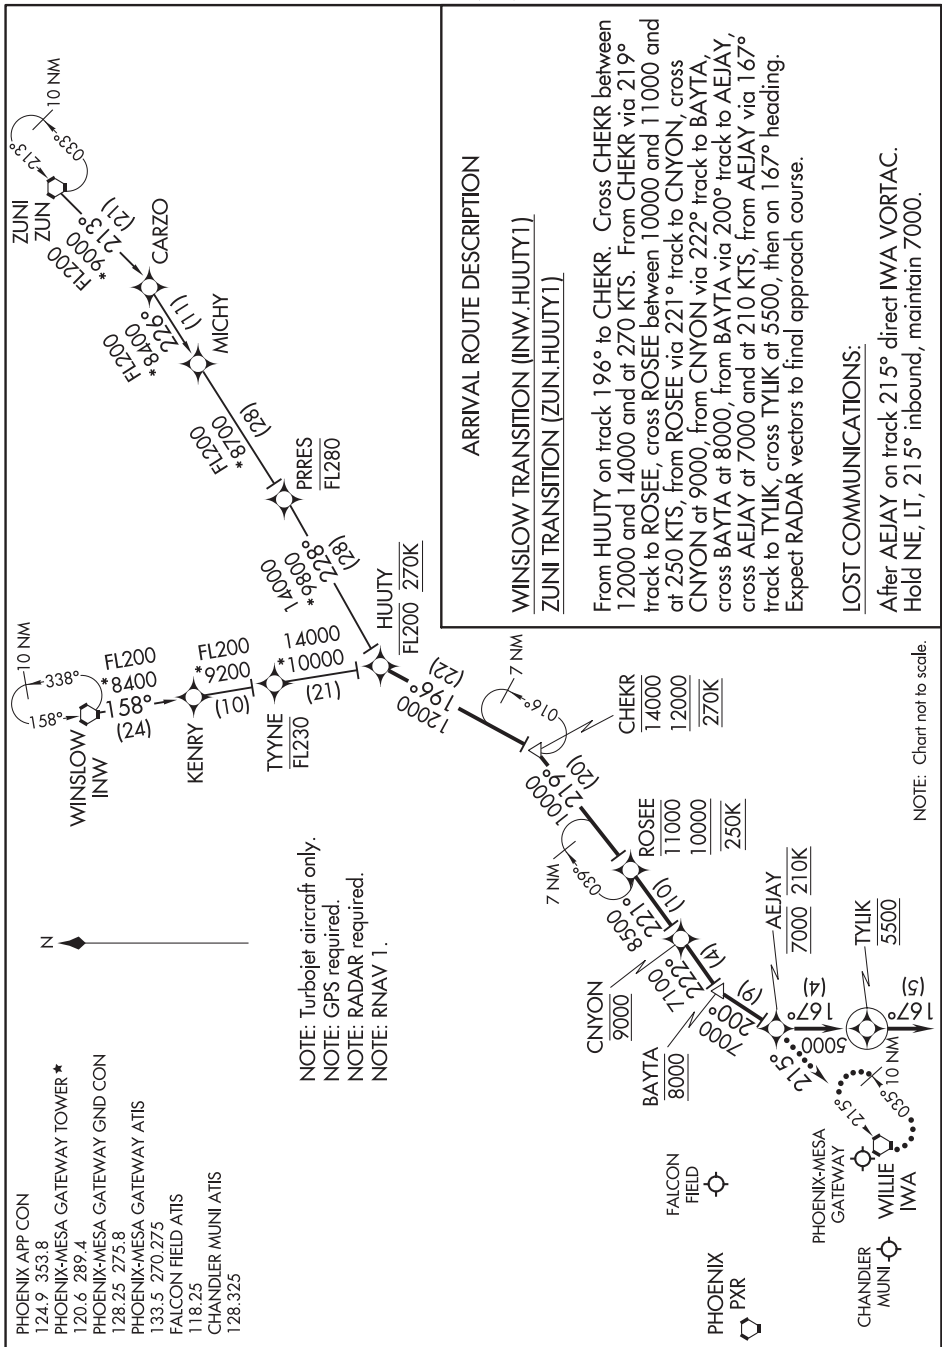 PHOENIX APP CON
124.9 353.8
PHOENIX-MESA GATEWAY TOWER★
120.6 289.4
PHOENIX-MESA GATEWAY GND CON
128.25 275.8
PHOENIX-MESA GATEWAY ATIS
133.5 270.275
FALCON FIELD ATIS
118.25
CHANDLER MUNI ATIS
128.325
N
NOTE: Turbojet aircraft only.
NOTE: GPS required.
NOTE: RADAR required.
NOTE: RNAV 1.
WINSLOW
INW
158°
338°
10 NM
FL200
*8400
158°
(24)
KENRY
FL200
*9200
(10)
TYYNE
FL230
14000
*10000
(21)
ZUNI
ZUN
213°
033°
10 NM
FL200
*9000
213°
(21)
CARZO
FL200
*8400
226°
(11)
MICHY
FL200
*8700
(28)
PRRES
FL280
14000
*9800
228°
(28)
HUUTY
FL200 270K
12000
196°
(22)
7 NM
016°
CHEKR
14000
12000
270K
10000
219°
(20)
7 NM
039°
ROSEE
11000
10000
250K
8500
221°
(10)
CNYON
9000
7100
222°
(4)
BAYTA
8000
7000
200°
(9)
AEJAY
7000 210K
167°
5000
(4)
TYLIK
5500
167°
(5)
215°
215°
035°
10 NM
WILLIE
IWA
PHOENIX-MESA
GATEWAY
FALCON
FIELD
PHOENIX
PXR
CHANDLER
MUNI
NOTE: Chart not to scale.
ARRIVAL ROUTE DESCRIPTION
WINSLOW TRANSITION (INW.HUUTY1)
ZUNI TRANSITION (ZUN.HUUTY1)
From HUUTY on track 196° to CHEKR. Cross CHEKR between
12000 and 14000 and at 270 KTS. From CHEKR via 219°
track to ROSEE, cross ROSEE between 10000 and 11000 and
at 250 KTS, from ROSEE via 221° track to CNYON, cross
CNYON at 9000, from CNYON via 222° track to BAYTA,
cross BAYTA at 8000, from BAYTA via 200° track to AEJAY,
cross AEJAY at 7000 and at 210 KTS, from AEJAY via 167°
track to TYLIK, cross TYLIK at 5500, then on 167° heading.
Expect RADAR vectors to final approach course.
LOST COMMUNICATIONS:
After AEJAY on track 215° direct IWA VORTAC.
Hold NE, LT, 215° inbound, maintain 7000.